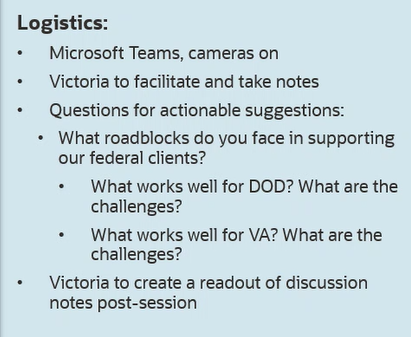 Logistics:
• Microsoft Teams, cameras on
• Victoria to facilitate and take notes
• Questions for actionable suggestions:
• What roadblocks do you face in supporting
our federal clients?
• What works well for DOD? What are the
challenges?
• What works well for VA? What are the
challenges?
• Victoria to create a readout of discussion
notes post-session